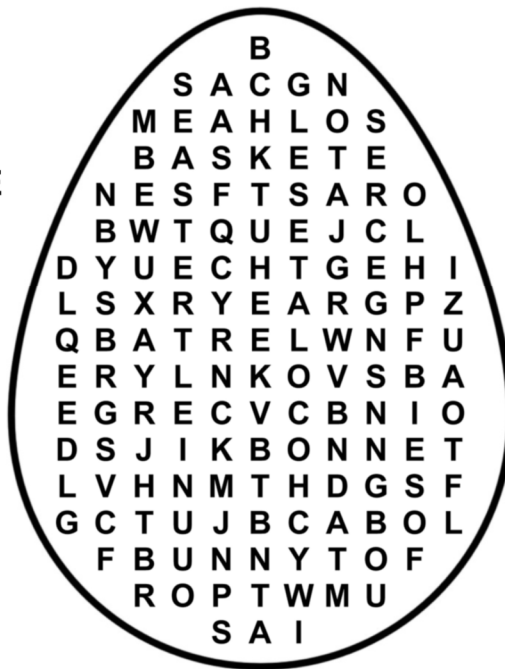 B
S A C G N
M E A H L O S
B A S K E T E
N E S F T S A R O
B W T Q U E J C L
D Y U E C H T G E H I
L S X R Y E A R G P Z
Q B A T R E L W N F U
E R Y L N K O V S B A
E G R E C V C B N I O
D S J I K B O N N E T
L V H N M T H D G S F
G C T U J B C A B O L
F B U N N Y T O F
R O P T W M U
S A I